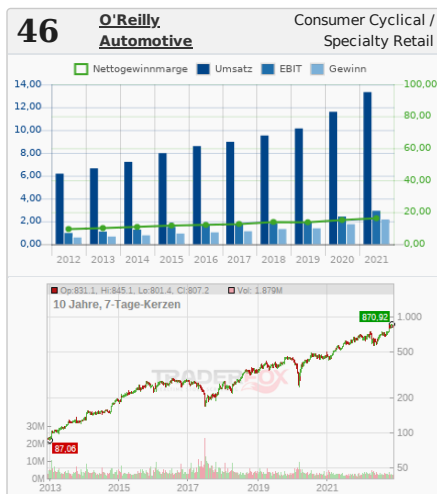 46
O'Reilly
Automotive
Consumer Cyclical /
Specialty Retail
Nettogewinnmarge Umsatz EBIT Gewinn
14,00 100,00
12,00
80,00
10,00
8,00 60,00
6,00
40,00
4,00
20,00
2,00
0,00 0,00
2012 2013 2014 2015 2016 2017 2018 2019 2020 2021
Op:831.1, Hi:845.1, Lo:801.4, Cl:807.2 Vol: 1.879M
10 Jahre, 7-Tage-Kerzen
870,92 1.000
500
TRADERFOX
200
30M
100
20M
87,06
10M
50
0M
2013 2015 2017 2019 2021